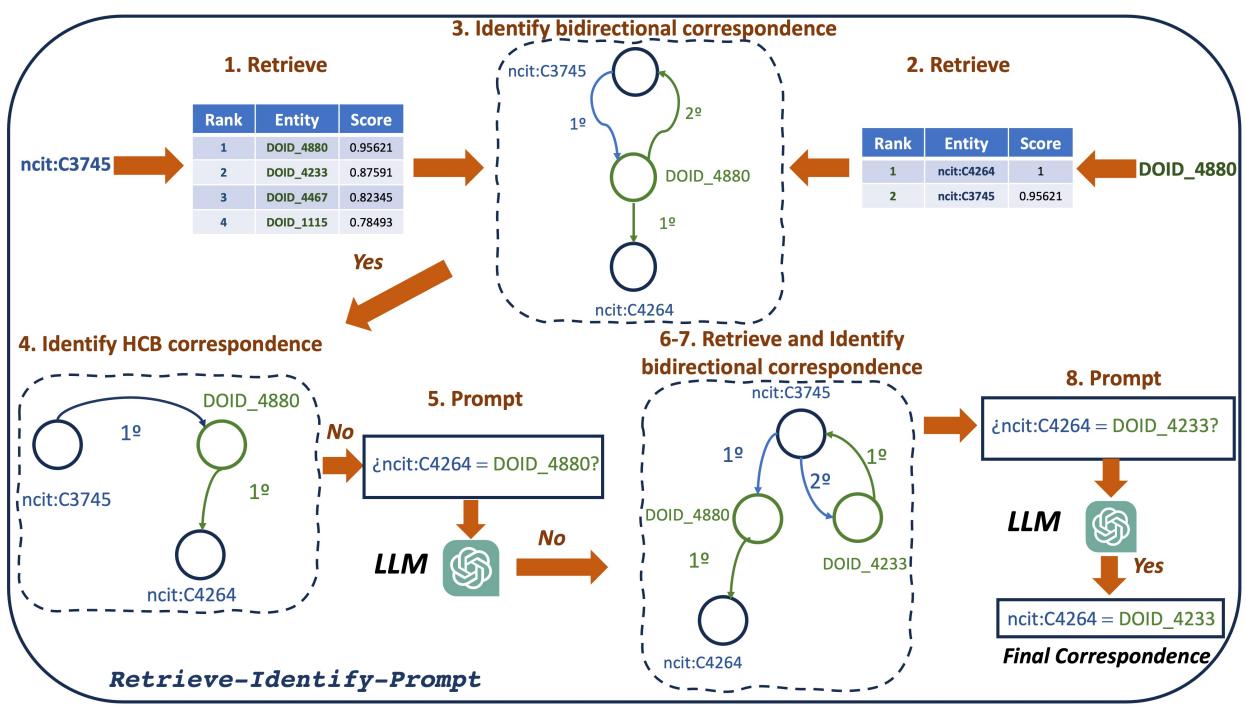 3. Identify bidirectional correspondence
1. Retrieve
2. Retrieve
ncit:C3745
Rank Entity Score
1 DOID_4880 0.95621
2 DOID_4233 0.87591
3 DOID_4467 0.82345
4 DOID_1115 0.78493
ncit:C3745
1º
2º
DOID_4880
1º
ncit:C4264
Rank Entity Score
1 ncit:C4264 1
2 ncit:C3745 0.95621
DOID_4880
Yes
4. Identify HCB correspondence
DOID_4880
1º
ncit:C3745
1º
ncit:C4264
No
5. Prompt
¿ncit:C4264 = DOID_4880?
LLM
No
6-7. Retrieve and Identify
bidirectional correspondence
ncit:C3745
1º
2º
1º
DOID_4880
DOID_4233
1º
ncit:C4264
8. Prompt
¿ncit:C4264 = DOID_4233?
LLM
Yes
ncit:C4264 = DOID_4233
Final Correspondence
Retrieve-Identify-Prompt